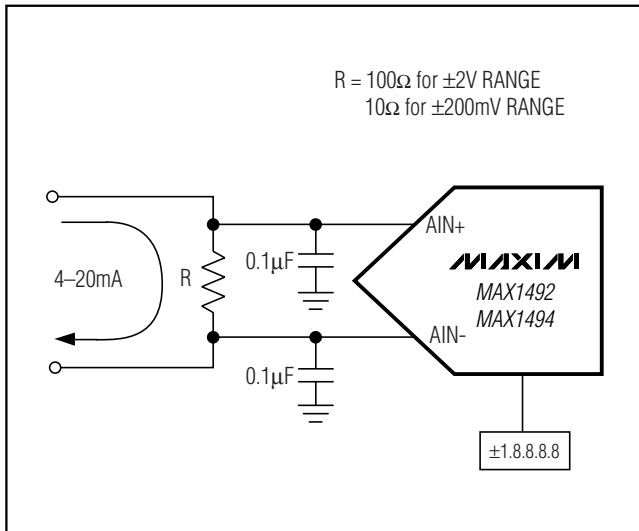 R = 100Ω for ±2V RANGE
10Ω for ±200mV RANGE
AIN+
0.1μF
MAXIM
4–20mA
R
MAX1492
MAX1494
AIN-
0.1μF
±1.8.8.8.8